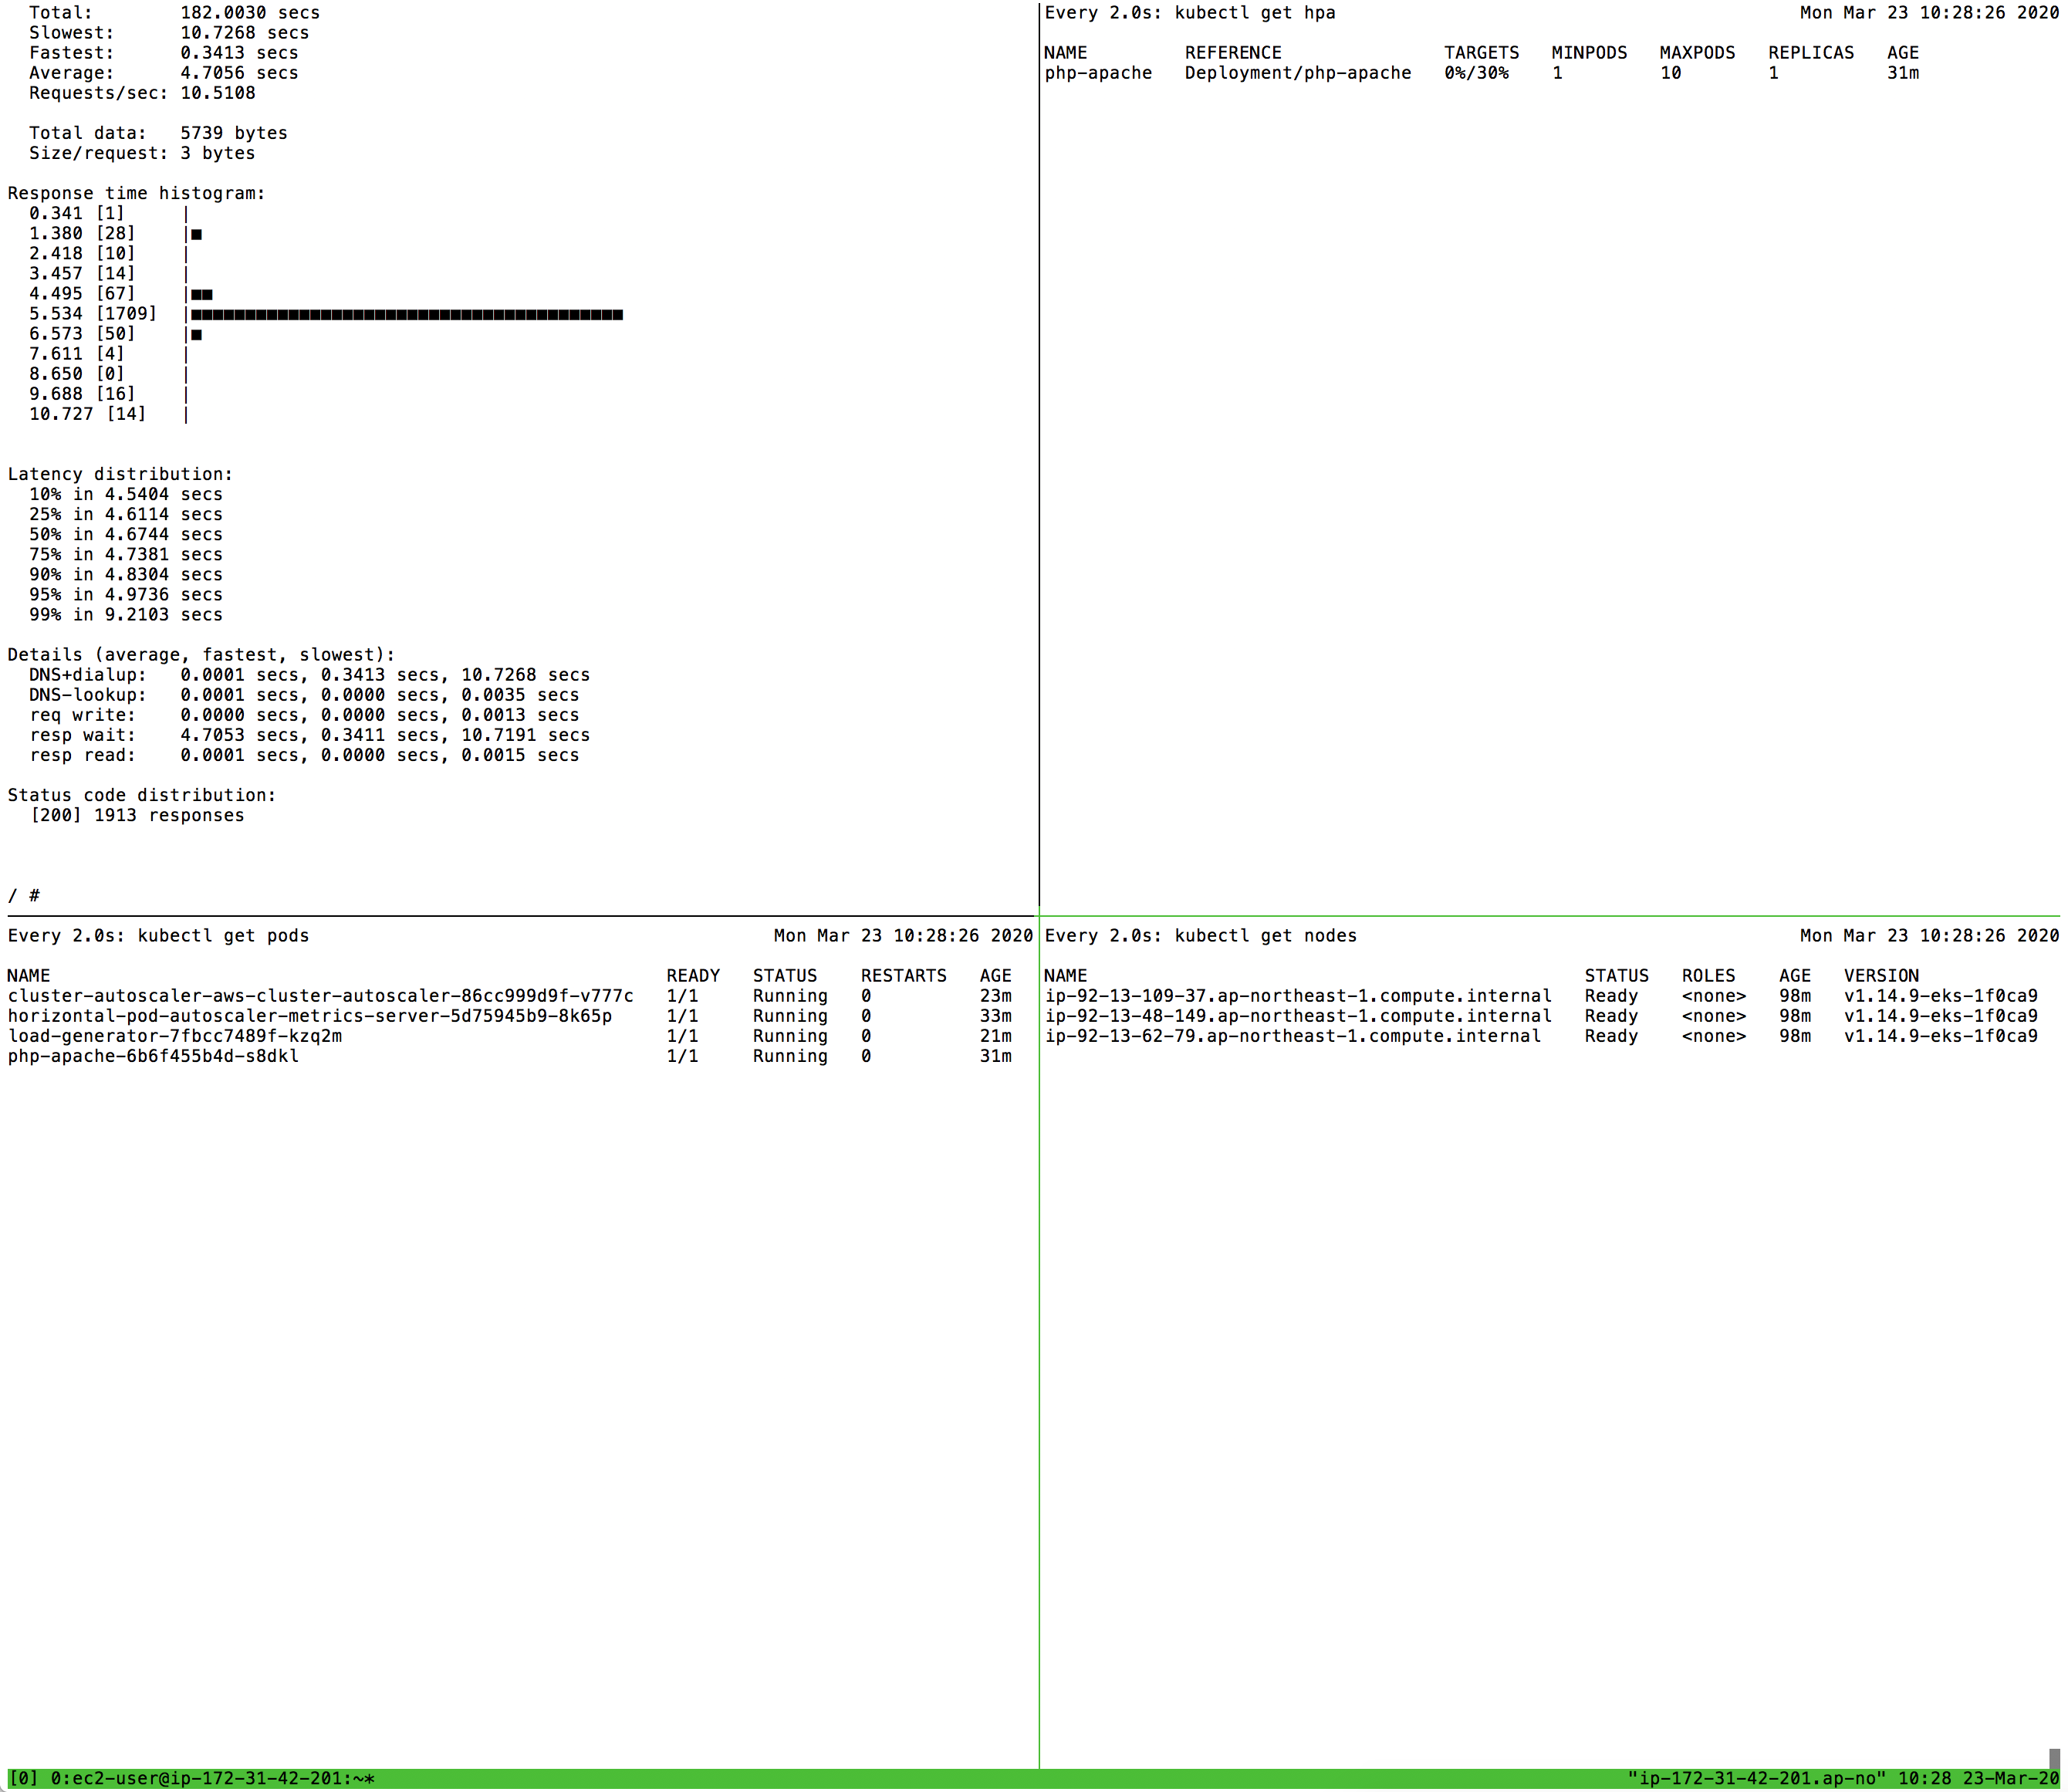 Total:        182.0030 secs
Slowest:      10.7268 secs
Fastest:      0.3413 secs
Average:      4.7056 secs
Requests/sec: 10.5108
Total data:   5739 bytes
Size/request: 3 bytes
Response time histogram:
0.341 [1]     |
1.380 [28]    |■
2.418 [10]    |
3.457 [14]    |
4.495 [67]    |■■
5.534 [1709]  |■■■■■■■■■■■■■■■■■■■■■■■■■■■■■■■■■■■■■■■■
6.573 [50]    |■
7.611 [4]     |
8.650 [0]     |
9.688 [16]    |
10.727 [14]   |
Latency distribution:
10% in 4.5404 secs
25% in 4.6114 secs
50% in 4.6744 secs
75% in 4.7381 secs
90% in 4.8304 secs
95% in 4.9736 secs
99% in 9.2103 secs
Details (average, fastest, slowest):
DNS+dialup:   0.0001 secs, 0.3413 secs, 10.7268 secs
DNS-lookup:   0.0001 secs, 0.0000 secs, 0.0035 secs
req write:    0.0000 secs, 0.0000 secs, 0.0013 secs
resp wait:    4.7053 secs, 0.3411 secs, 10.7191 secs
resp read:    0.0001 secs, 0.0000 secs, 0.0015 secs
Status code distribution:
[200] 1913 responses
/ #
Every 2.0s: kubectl get hpa Mon Mar 23 10:28:26 2020
NAME REFERENCE TARGETS MINPODS MAXPODS REPLICAS AGE
php-apache Deployment/php-apache 0%/30% 1 10 1 31m
Every 2.0s: kubectl get pods Mon Mar 23 10:28:26 2020
NAME READY STATUS RESTARTS AGE
cluster-autoscaler-aws-cluster-autoscaler-86cc999d9f-v777c 1/1 Running 0 23m
horizontal-pod-autoscaler-metrics-server-5d75945b9-8k65p 1/1 Running 0 33m
load-generator-7fbcc7489f-kzq2m 1/1 Running 0 21m
php-apache-6b6f455b4d-s8dkl 1/1 Running 0 31m
Every 2.0s: kubectl get nodes Mon Mar 23 10:28:26 2020
NAME STATUS ROLES AGE VERSION
ip-92-13-109-37.ap-northeast-1.compute.internal Ready <none> 98m v1.14.9-eks-1f0ca9
ip-92-13-48-149.ap-northeast-1.compute.internal Ready <none> 98m v1.14.9-eks-1f0ca9
ip-92-13-62-79.ap-northeast-1.compute.internal Ready <none> 98m v1.14.9-eks-1f0ca9
[0] 0:ec2-user@ip-172-31-42-201:~* "ip-172-31-42-201.ap-no" 10:28 23-Mar-20